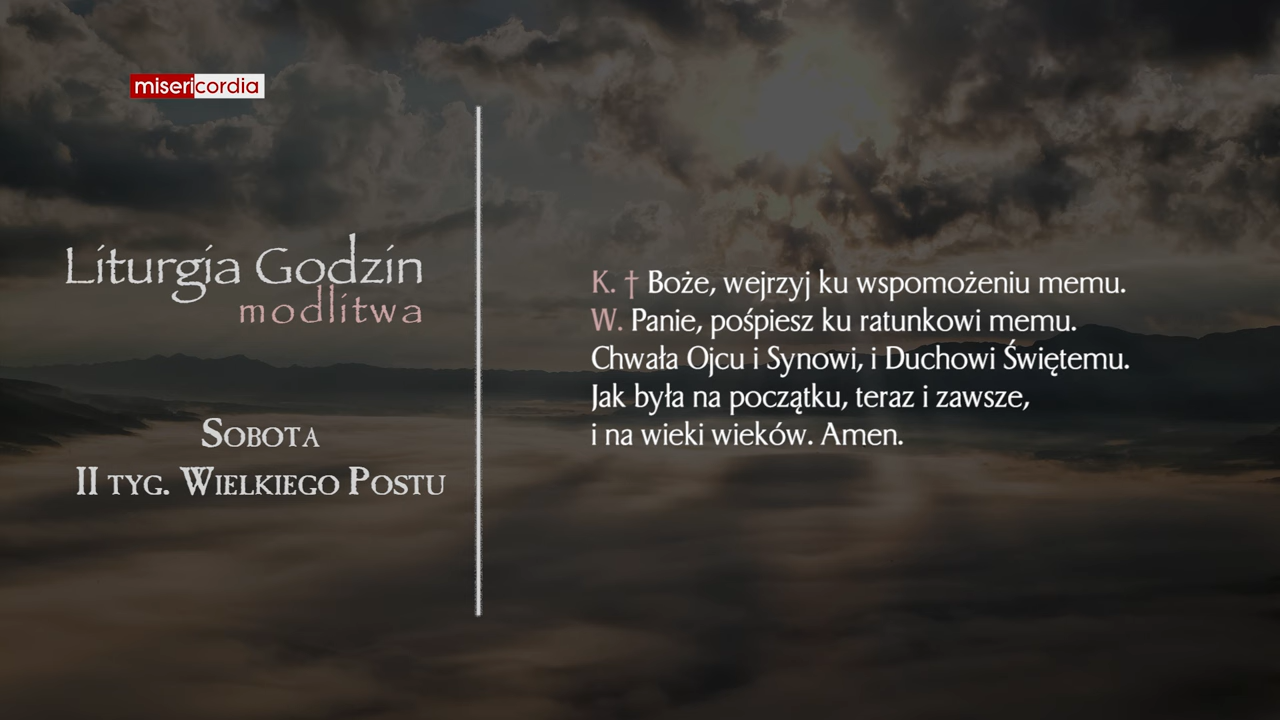 misericordia
Liturgia Godzin
modlitwa
Sobota
II tyg. Wielkiego Postu
K. † Boże, wejrzyj ku wspomożeniu memu.
W. Panie, pośpiesz ku ratunkowi memu.
Chwała Ojcu i Synowi, i Duchowi Świętemu.
Jak była na początku, teraz i zawsze,
i na wieki wieków. Amen.